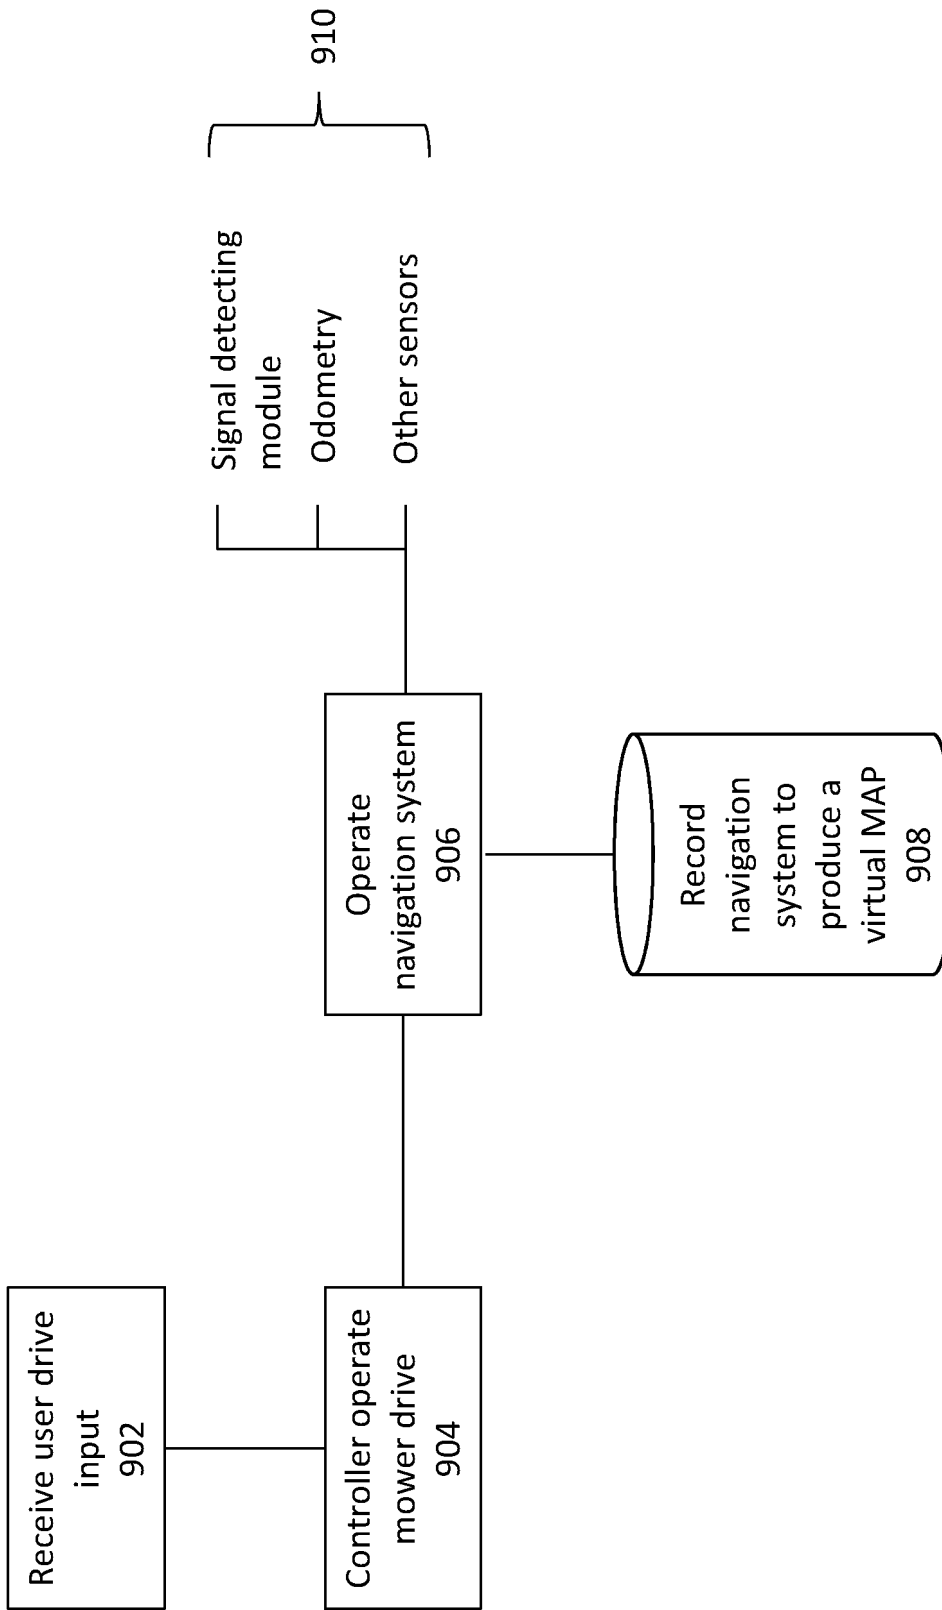 Receive user drive
input
902
Controller operate
mower drive
904
Operate
navigation system
906
Record
navigation
system to
produce a
virtual MAP
908
Signal detecting
module
Odometry
Other sensors
910